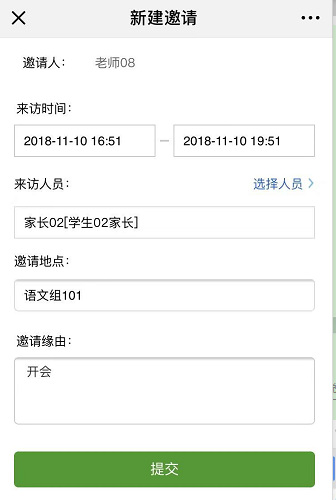 新建邀请
邀请人： 老师08
来访时间：
2018-11-10 16:51 — 2018-11-10 19:51
来访人员： 选择人员
家长02[学生02家长]
邀请地点：
语文组101
邀请缘由：
开会
提交